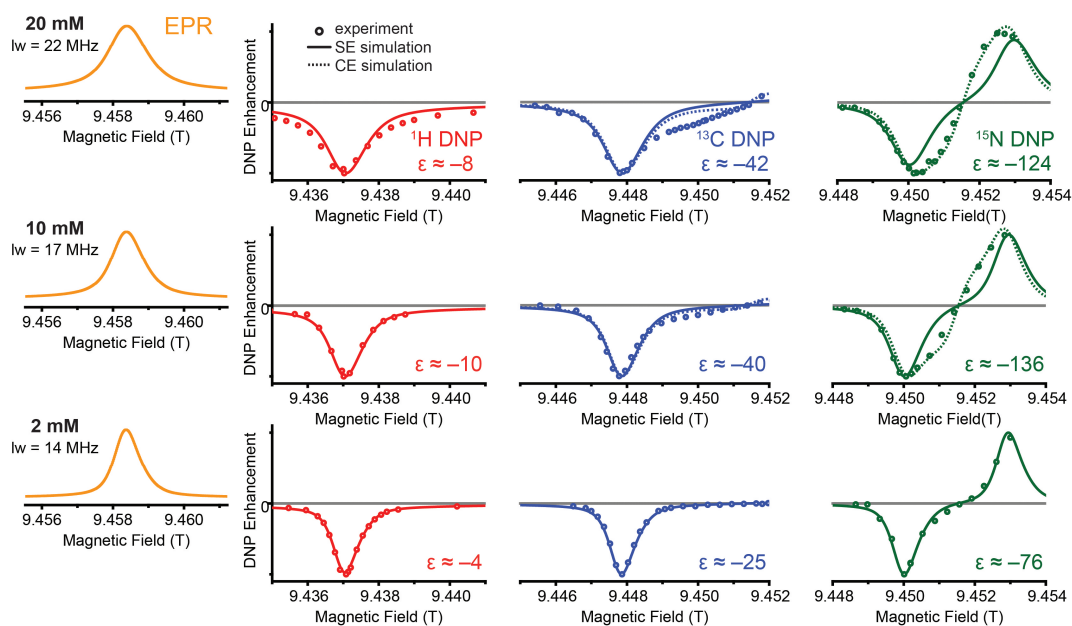 20 mM
lw = 22 MHz
EPR
9.456 9.458 9.460
Magnetic Field (T)
DNP Enhancement
0
experiment
SE simulation
CE simulation
¹H DNP
ε ≈ –8
9.436 9.438 9.440
Magnetic Field (T)
¹³C DNP
ε ≈ –42
9.446 9.448 9.450 9.452
Magnetic Field (T)
¹⁵N DNP
ε ≈ –124
9.448 9.450 9.452 9.454
Magnetic Field(T)
10 mM
lw = 17 MHz
9.456 9.458 9.460
Magnetic Field (T)
DNP Enhancement
0
ε ≈ –10
9.436 9.438 9.440
Magnetic Field (T)
ε ≈ –40
9.446 9.448 9.450 9.452
Magnetic Field (T)
ε ≈ –136
9.448 9.450 9.452 9.454
Magnetic Field(T)
2 mM
lw = 14 MHz
9.456 9.458 9.460
Magnetic Field (T)
DNP Enhancement
0
ε ≈ –4
9.436 9.438 9.440
Magnetic Field (T)
ε ≈ –25
9.446 9.448 9.450 9.452
Magnetic Field (T)
ε ≈ –76
9.448 9.450 9.452 9.454
Magnetic Field (T)